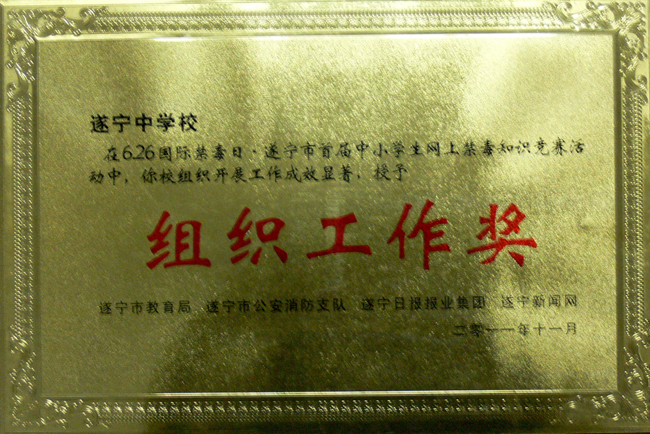 遂宁中学校
在6.26国际禁毒日·遂宁市首届中小学生网上禁毒知识竞赛活
动中，你校组织开展工作成效显著，授予
组织工作奖
遂宁市教育局 遂宁市公安消防支队 遂宁日报报业集团 遂宁新闻网
二零一一年十一月